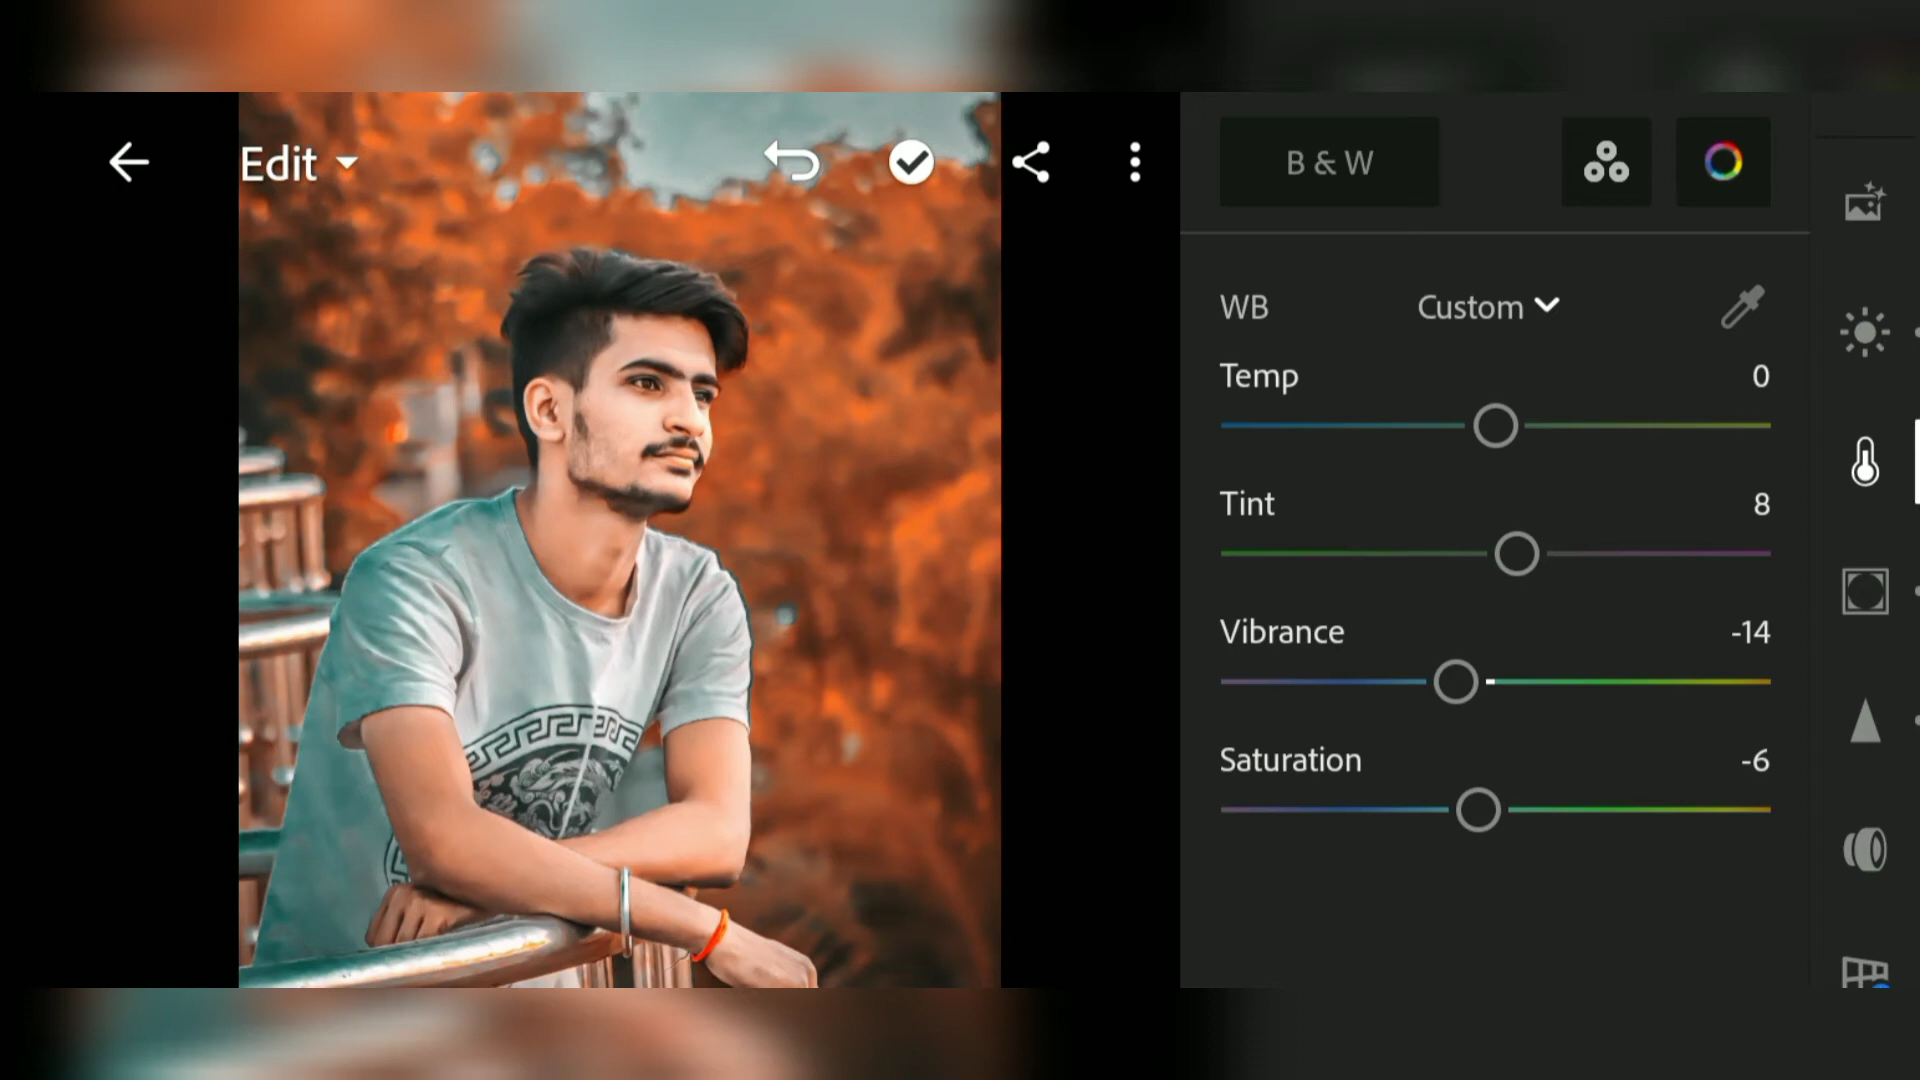 Edit
B & W
WB Custom
Temp 0
Tint 8
Vibrance -14
Saturation -6